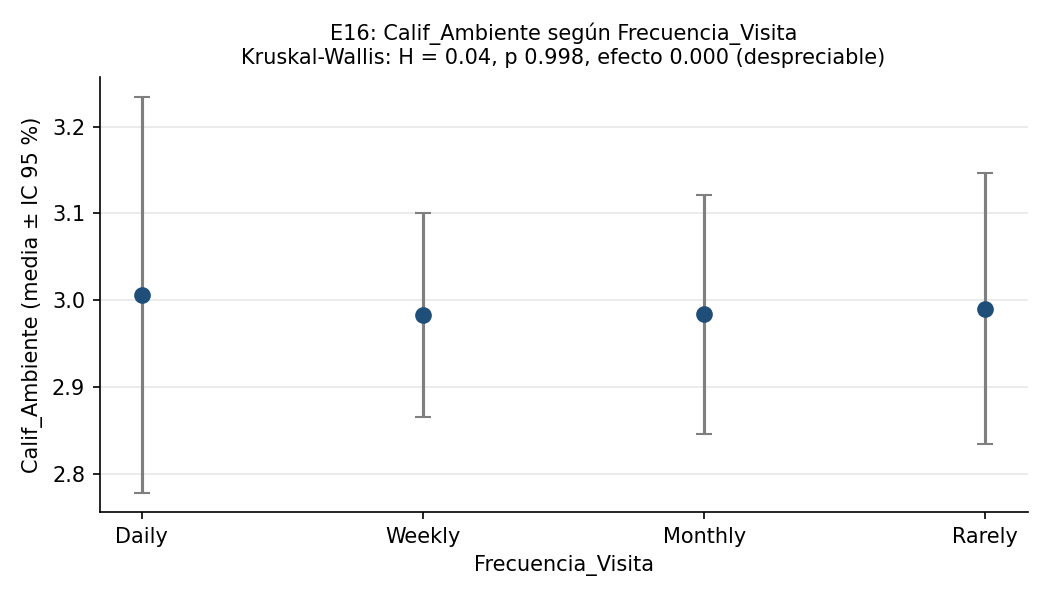 E16: Calif_Ambiente según Frecuencia_Visita
Kruskal-Wallis: H = 0.04, p 0.998, efecto 0.000 (despreciable)
Calif_Ambiente (media ± IC 95 %)
3.2
3.1
3.0
2.9
2.8
Daily Weekly Monthly Rarely
Frecuencia_Visita